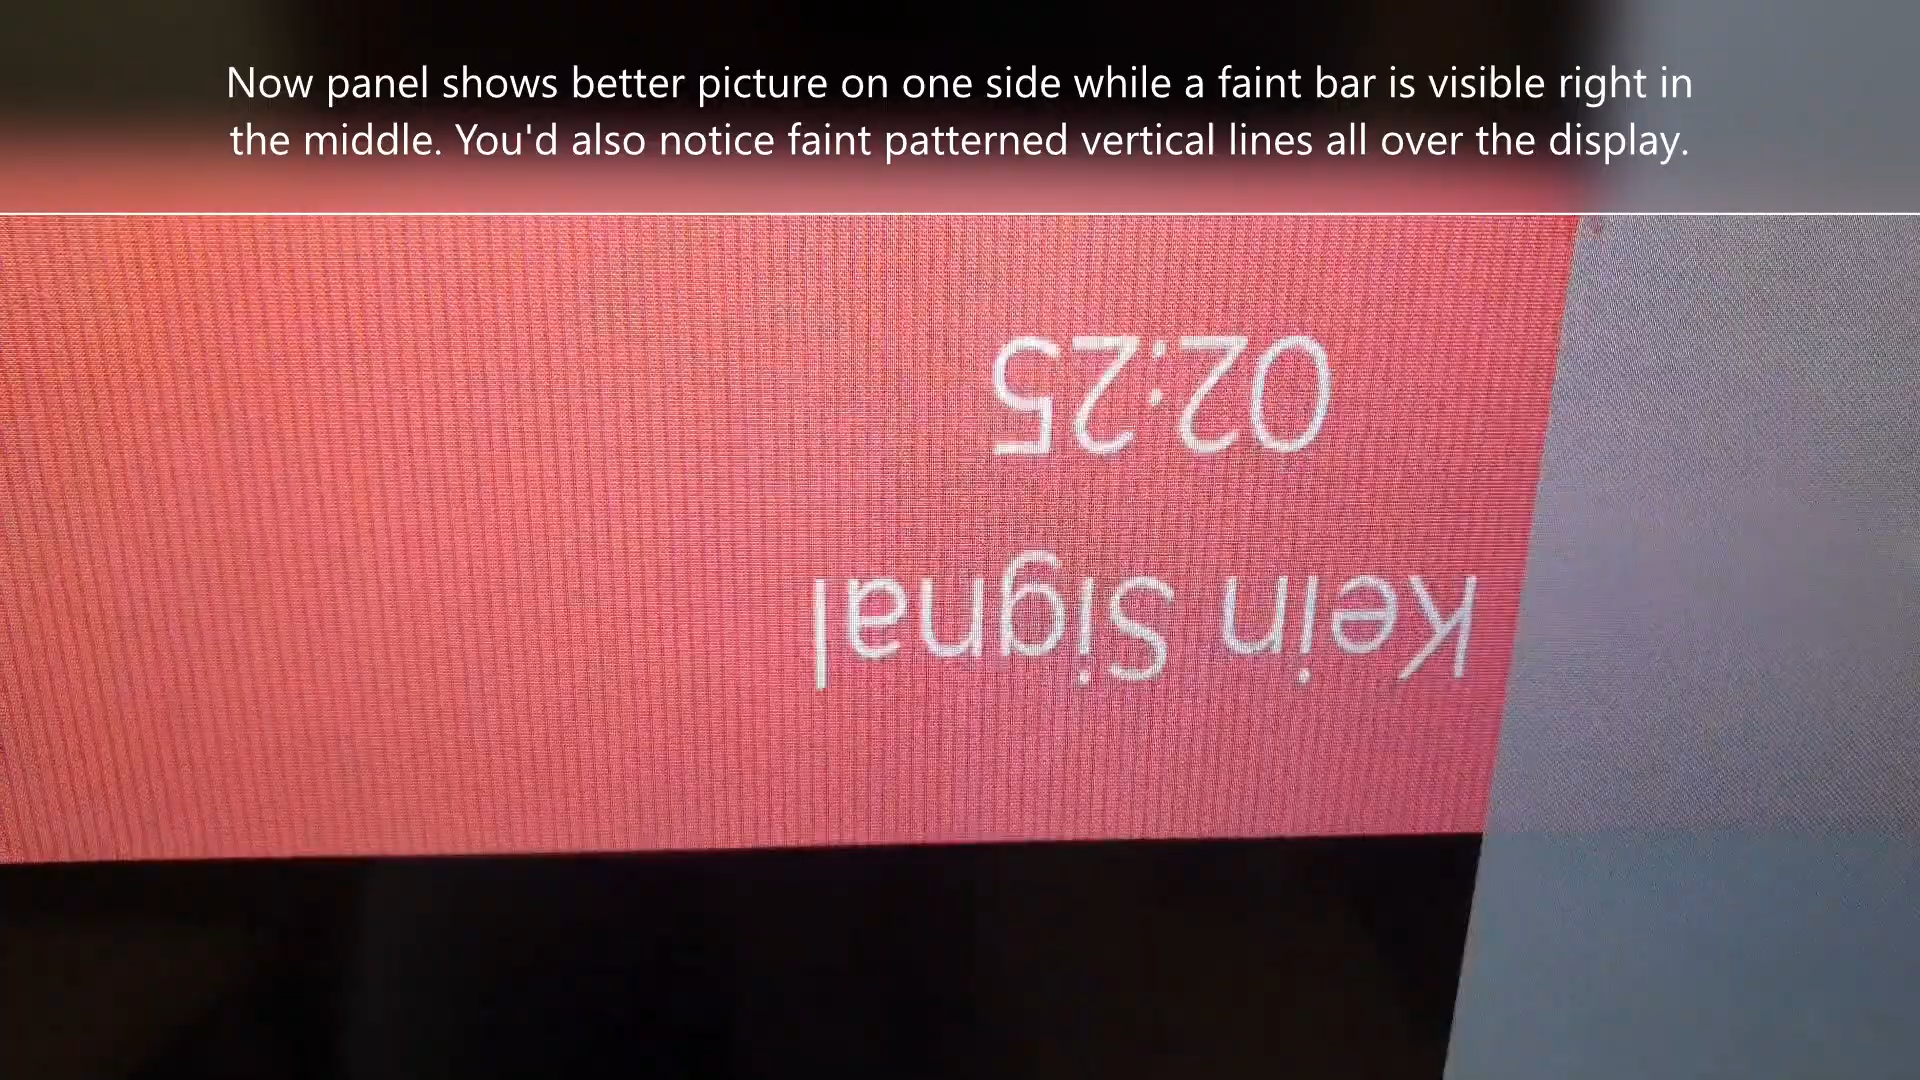 Now panel shows better picture on one side while a faint bar is visible right in
the middle. You'd also notice faint patterned vertical lines all over the display.
Kein Signal
02:25